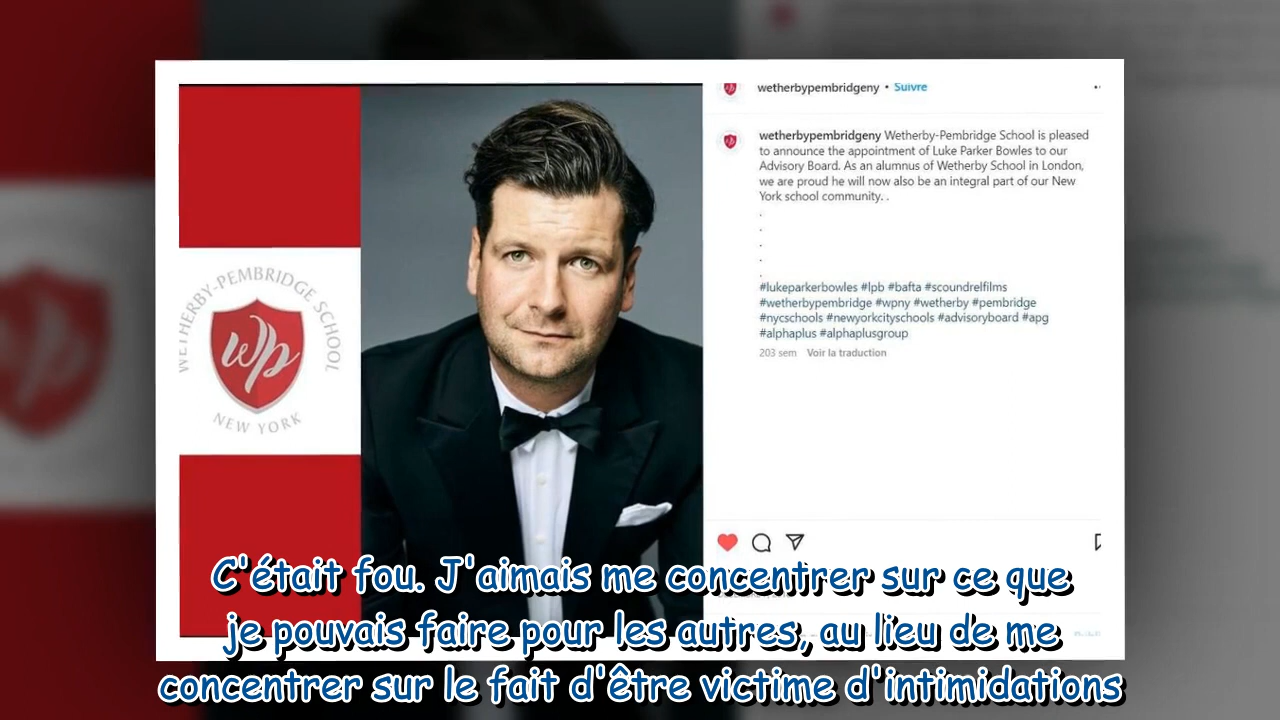 WETHERBY-PEMBRIDGE SCHOOL
wp
NEW YORK
wetherbypembridgeny • Suivre
wetherbypembridgeny Wetherby-Pembridge School is pleased
to announce the appointment of Luke Parker Bowles to our
Advisory Board. As an alumnus of Wetherby School in London,
we are proud he will now also be an integral part of our New
York school community. .
.
.
.
.
.
#lukeparkerbowles #lpb #bafta #scoundrelfilms
#wetherbypembridge #wpny #wetherby #pembridge
#nycschools #newyorkcityschools #advisoryboard #apg
#alphaplus #alphaplusgroup
203 sem Voir la traduction
C'était fou. J'aimais me concentrer sur ce que
je pouvais faire pour les autres, au lieu de me
concentrer sur le fait d'être victime d'intimidations